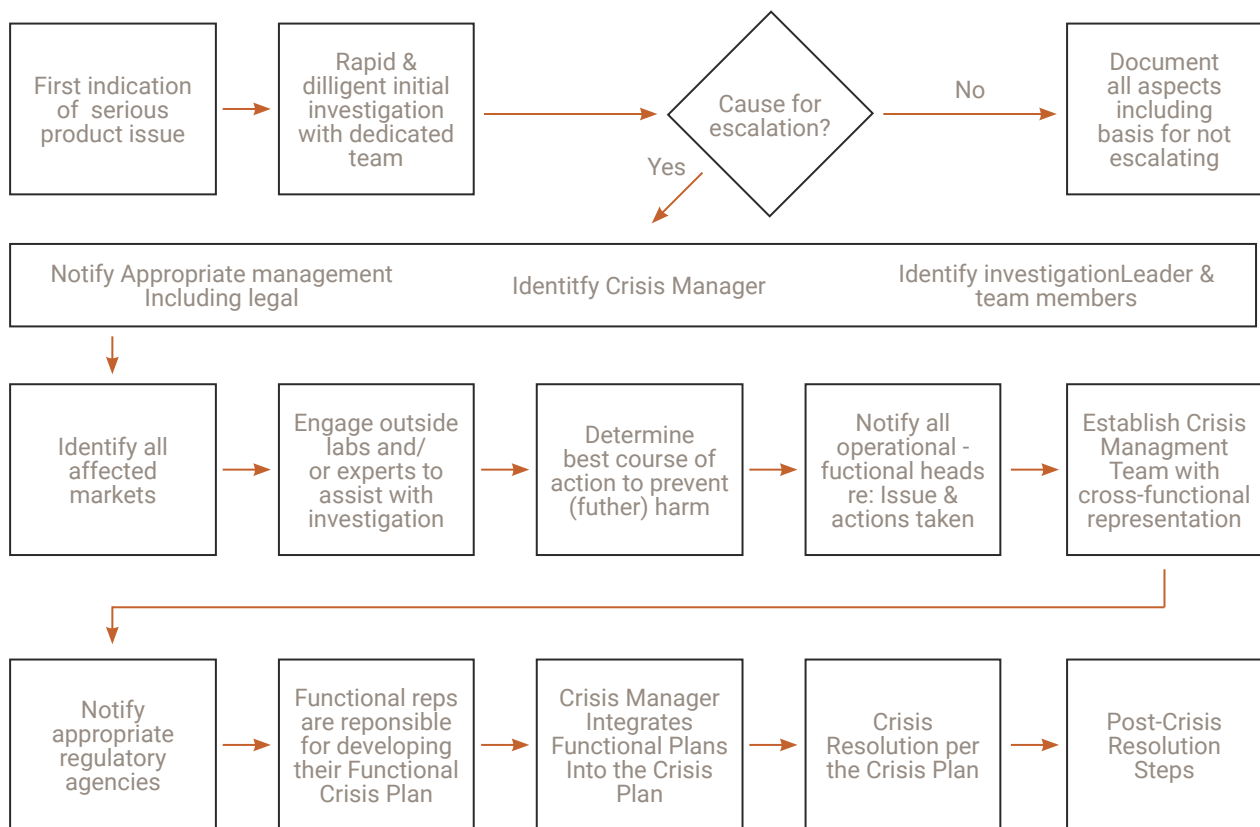 First indication
of serious
product issue
Rapid &
dilligent initial
investigation
with dedicated
team
Cause for
escalation?
No
Document
all aspects
including
basis for not
escalating
Yes
Notify Appropriate management
Including legal
Identitfy Crisis Manager
Identify investigationLeader &
team members
Identify all
affected
markets
Engage outside
labs and/
or experts to
assist with
investigation
Determine
best course of
action to prevent
(futher) harm
Notify all
operational -
fuctional heads
re: Issue &
actions taken
Establish Crisis
Managment
Team with
cross-functional
representation
Notify
appropriate
regulatory
agencies
Functional reps
are reponsible
for developing
their Functional
Crisis Plan
Crisis Manager
Integrates
Functional Plans
Into the Crisis
Plan
Crisis
Resolution per
the Crisis Plan
Post-Crisis
Resolution
Steps